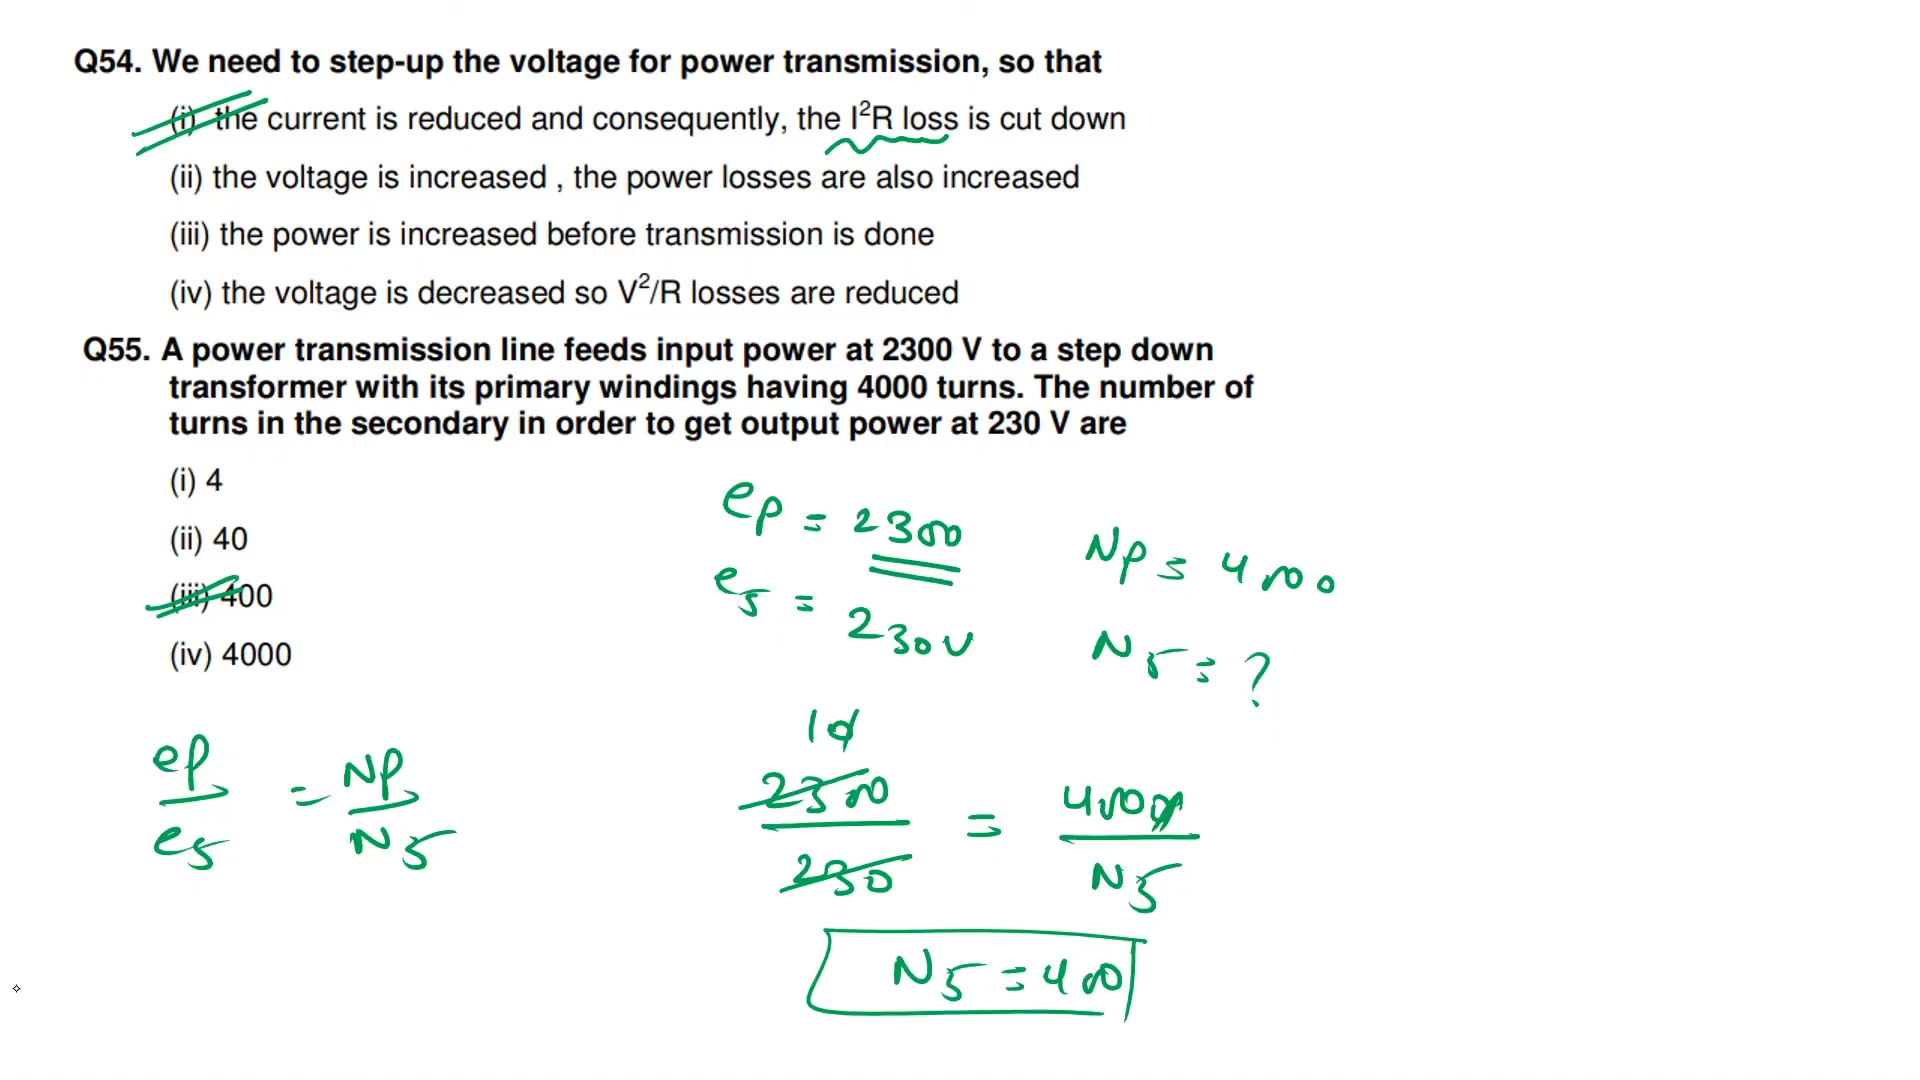 Q54. We need to step-up the voltage for power transmission, so that
(i) the current is reduced and consequently, the I²R loss is cut down
(ii) the voltage is increased , the power losses are also increased
(iii) the power is increased before transmission is done
(iv) the voltage is decreased so V²/R losses are reduced
Q55. A power transmission line feeds input power at 2300 V to a step down
transformer with its primary windings having 4000 turns. The number of
turns in the secondary in order to get output power at 230 V are
(i) 4
(ii) 40
(iii) 400
(iv) 4000
ep = 2300
es = 230V
Np = 4000
Ns = ?
ep/es = Np/Ns
10
2300/230 = 4000/Ns
Ns = 400